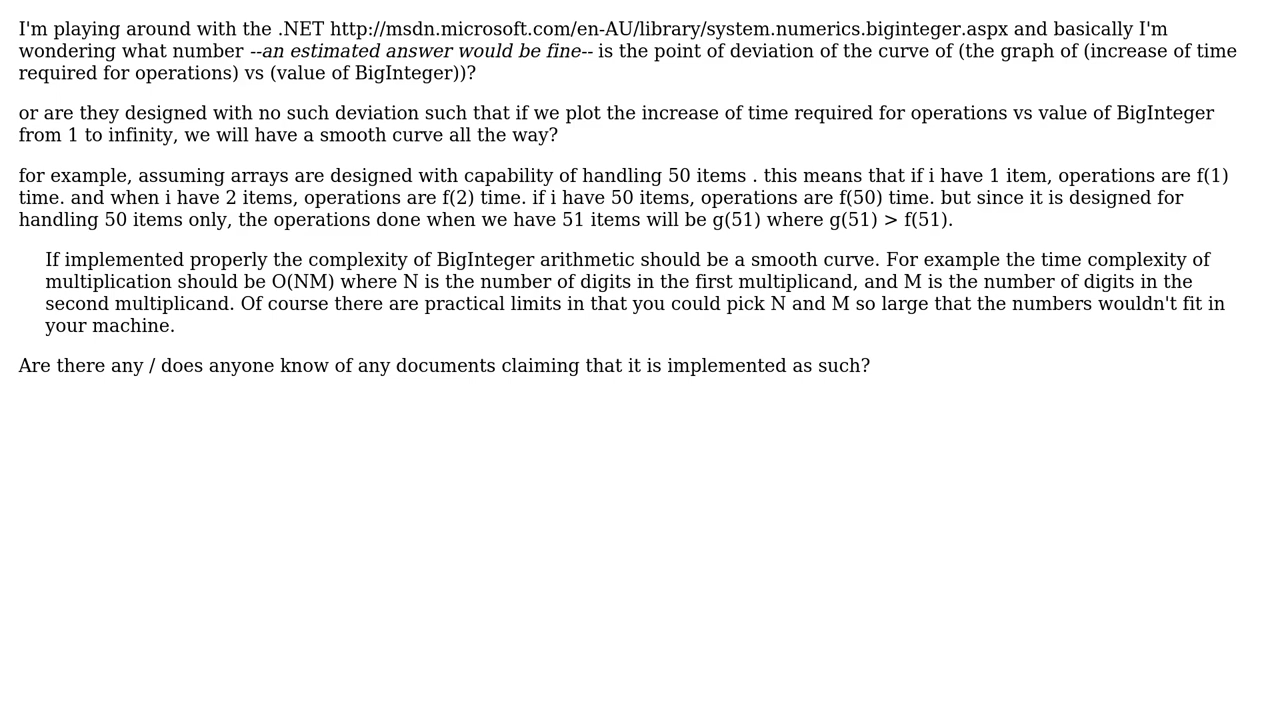 I'm playing around with the .NET http://msdn.microsoft.com/en-AU/library/system.numerics.biginteger.aspx and basically I'm
wondering what number --an estimated answer would be fine-- is the point of deviation of the curve of (the graph of (increase of time
required for operations) vs (value of BigInteger))?
or are they designed with no such deviation such that if we plot the increase of time required for operations vs value of BigInteger
from 1 to infinity, we will have a smooth curve all the way?
for example, assuming arrays are designed with capability of handling 50 items . this means that if i have 1 item, operations are f(1)
time. and when i have 2 items, operations are f(2) time. if i have 50 items, operations are f(50) time. but since it is designed for
handling 50 items only, the operations done when we have 51 items will be g(51) where g(51) > f(51).
If implemented properly the complexity of BigInteger arithmetic should be a smooth curve. For example the time complexity of
multiplication should be O(NM) where N is the number of digits in the first multiplicand, and M is the number of digits in the
second multiplicand. Of course there are practical limits in that you could pick N and M so large that the numbers wouldn't fit in
your machine.
Are there any / does anyone know of any documents claiming that it is implemented as such?